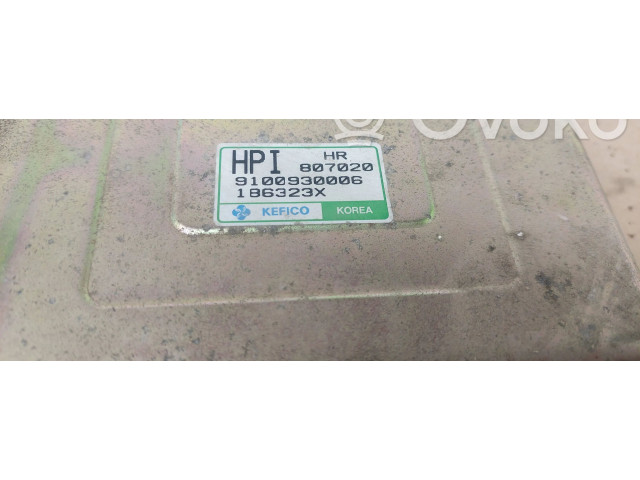 HPI HR
807020
9100930006
186323X
KEFICO KOREA
Ovoko